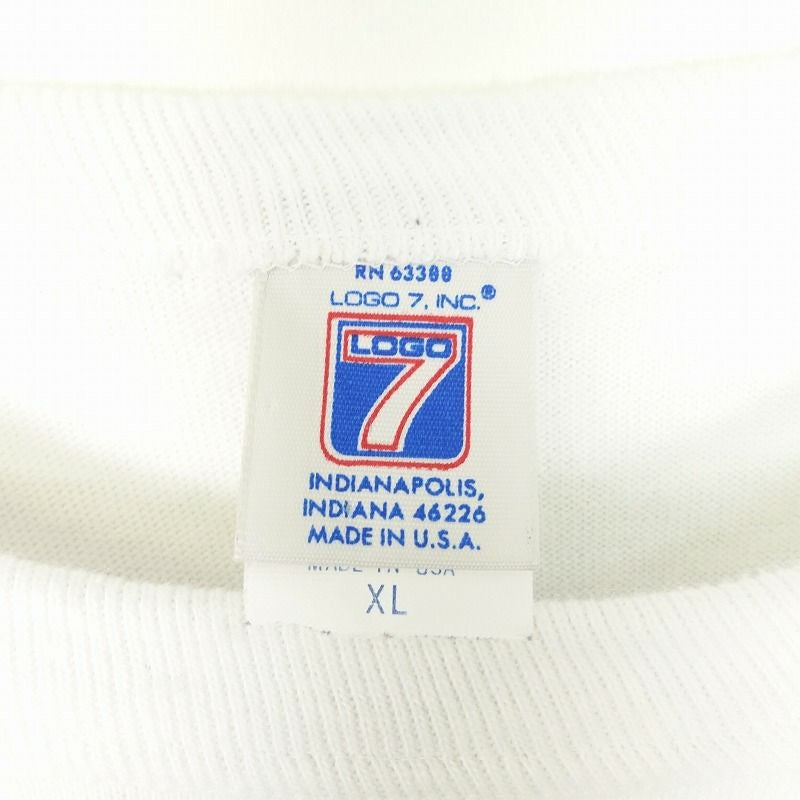 RN 63388
LOGO 7, INC.®
LOGO
7
INDIANAPOLIS,
INDIANA 46226
MADE IN U.S.A.
MADE IN USA
XL